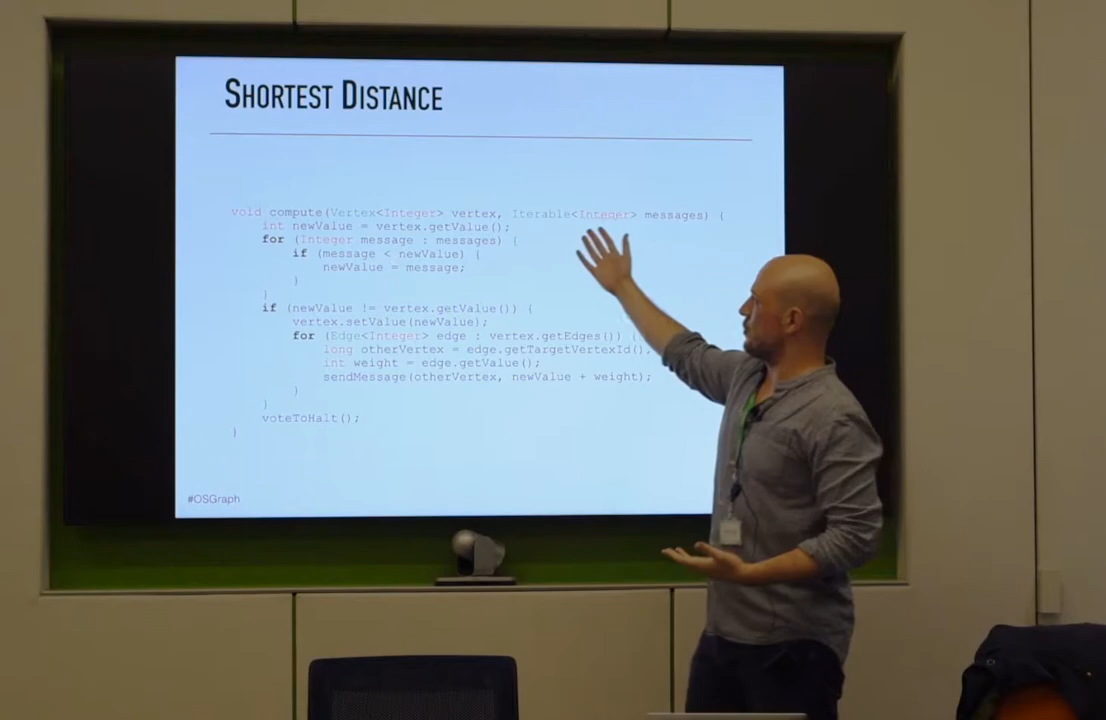 SHORTEST DISTANCE
void compute(Vertex<Integer> vertex, Iterable<Integer> messages) {
int newValue = vertex.getValue();
for (Integer message : messages) {
if (message < newValue) {
newValue = message;
}
}
if (newValue != vertex.getValue()) {
vertex.setValue(newValue);
for (Edge<Integer> edge : vertex.getEdges()) {
long otherVertex = edge.getTargetVertexId();
int weight = edge.getValue();
sendMessage(otherVertex, newValue + weight);
}
}
voteToHalt();
}
#OSGraph